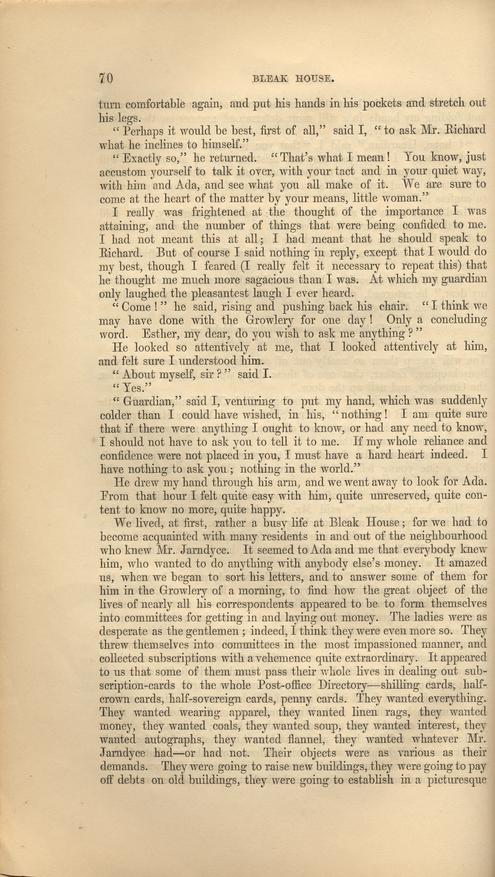 70 BLEAK HOUSE.
turn comfortable again, and put his hands in his pockets and stretch out
his legs.
“ Perhaps it would be best, first of all,” said I, “ to ask Mr. Richard
what he inclines to himself.”
“ Exactly so,” he returned. “ That's what I mean ! You know, just
accustom yourself to talk it over, with your tact and in your quiet way,
with him and Ada, and see what you all make of it. We are sure to
come at the heart of the matter by your means, little woman.”
I really was frightened at the thought of the importance I was
attaining, and the number of things that were being confided to me.
I had not meant this at all ; I had meant that he should speak to
Richard. But of course I said nothing in reply, except that I would do
my best, though I feared (I really felt it necessary to repeat this) that
he thought me much more sagacious than I was. At which my guardian
only laughed the pleasantest laugh I ever heard.
“ Come ! ” he said, rising and pushing back his chair. “ I think we
may have done with the Growlery for one day ! Only a concluding
word. Esther, my dear, do you wish to ask me anything ? ”
He looked so attentively at me, that I looked attentively at him,
and felt sure I understood him.
“ About myself, sir ? ” said I.
“ Yes.”
“ Guardian,” said I, venturing to put my hand, which was suddenly
colder than I could have wished, in his, “ nothing ! I am quite sure
that if there were anything I ought to know, or had any need to know,
I should not have to ask you to tell it to me. If my whole reliance and
confidence were not placed in you, I must have a hard heart indeed. I
have nothing to ask you ; nothing in the world.”
He drew my hand through his arm, and we went away to look for Ada.
From that hour I felt quite easy with him, quite unreserved, quite con-
tent to know no more, quite happy.
We lived, at first, rather a busy life at Bleak House ; for we had to
become acquainted with many residents in and out of the neighbourhood
who knew Mr. Jarndyce. It seemed to Ada and me that everybody knew
him, who wanted to do anything with anybody else's money. It amazed
us, when we began to sort his letters, and to answer some of them for
him in the Growlery of a morning, to find how the great object of the
lives of nearly all his correspondents appeared to be to form themselves
into committees for getting in and laying out money. The ladies were as
desperate as the gentlemen ; indeed, I think they were even more so. They
threw themselves into committees in the most impassioned manner, and
collected subscriptions with a vehemence quite extraordinary. It appeared
to us that some of them must pass their whole lives in dealing out sub-
scription-cards to the whole Post-office Directory—shilling cards, half-
crown cards, half-sovereign cards, penny cards. They wanted everything.
They wanted wearing apparel, they wanted linen rags, they wanted
money, they wanted coals, they wanted soup, they wanted interest, they
wanted autographs, they wanted flannel, they wanted whatever Mr.
Jarndyce had—or had not. Their objects were as various as their
demands. They were going to raise new buildings, they were going to pay
off debts on old buildings, they were going to establish in a picturesque